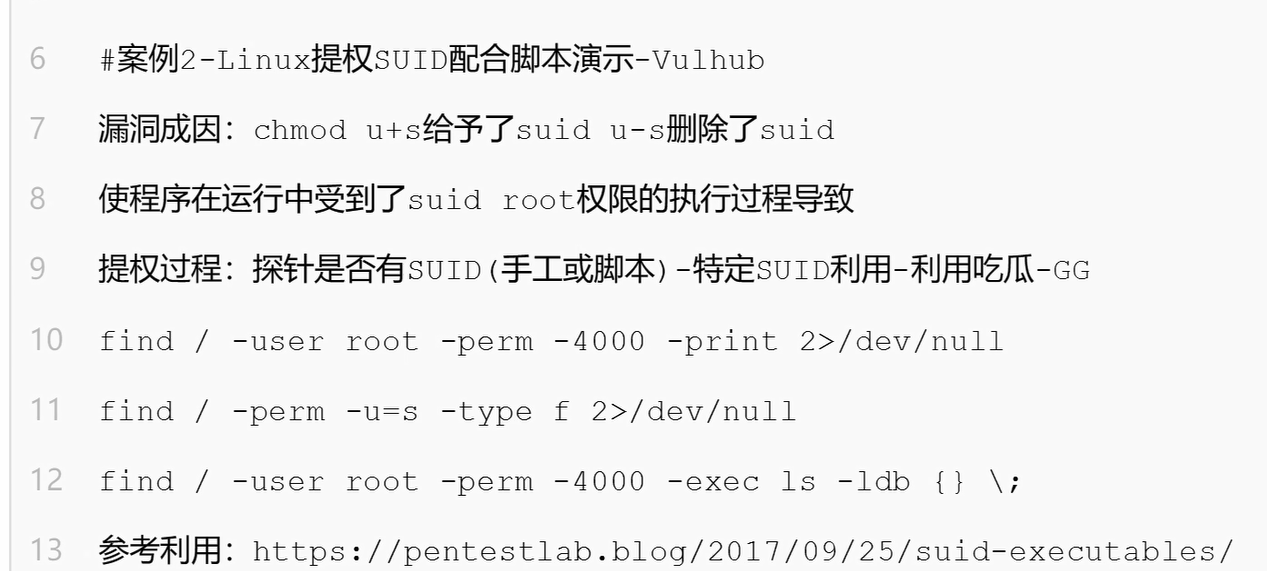 6 #案例2-Linux提权SUID配合脚本演示-Vulhub
7 漏洞成因：chmod u+s给予了suid u-s删除了suid
8 使程序在运行中受到了suid root权限的执行过程导致
9 提权过程：探针是否有SUID(手工或脚本)-特定SUID利用-利用吃瓜-GG
10 find / -user root -perm -4000 -print 2>/dev/null
11 find / -perm -u=s -type f 2>/dev/null
12 find / -user root -perm -4000 -exec ls -ldb {} \;
13 参考利用：https://pentestlab.blog/2017/09/25/suid-executables/